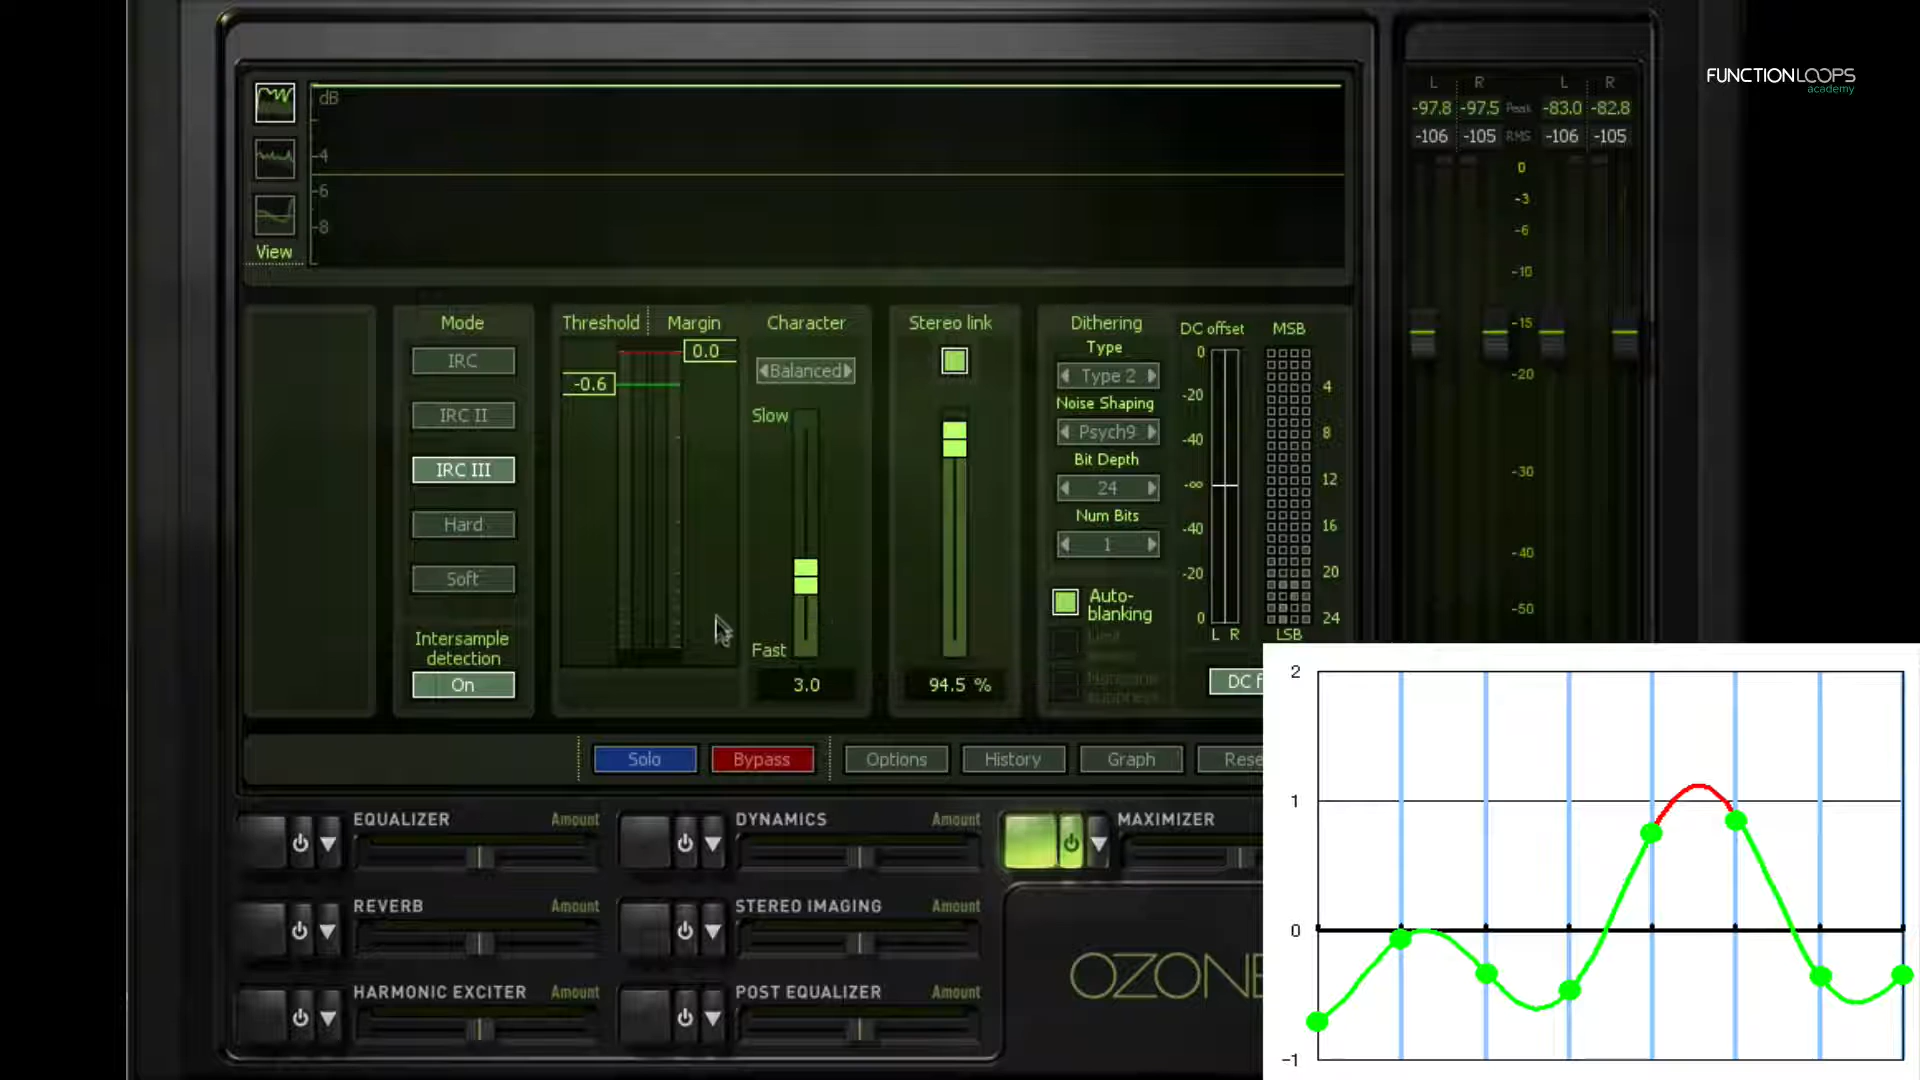 FUNCTIONLOOPS
academy
L R L R
-97.8 -97.5 Peak -83.0 -82.8
-106 -105 RMS -106 -105
0
-3
-6
-10
-15
-20
-30
-40
-50
dB
-4
-6
-8
View
Mode
IRC
IRC II
IRC III
Hard
Soft
Intersample
detection
On
Threshold Margin
0.0
-0.6
Character
Balanced
Slow
Fast
3.0
Stereo link
94.5 %
Dithering
Type
Type 2
Noise Shaping
Psych9
Bit Depth
24
Num Bits
1
Auto-
blanking
DC offset
0
-20
-40
-∞
-40
-20
0
L R
DC f
MSB
4
8
12
16
20
24
LSB
Solo Bypass Options History Graph Rese
EQUALIZER Amount DYNAMICS Amount MAXIMIZER
REVERB Amount STEREO IMAGING Amount
HARMONIC EXCITER Amount POST EQUALIZER Amount
OZONE
2
1
0
-1